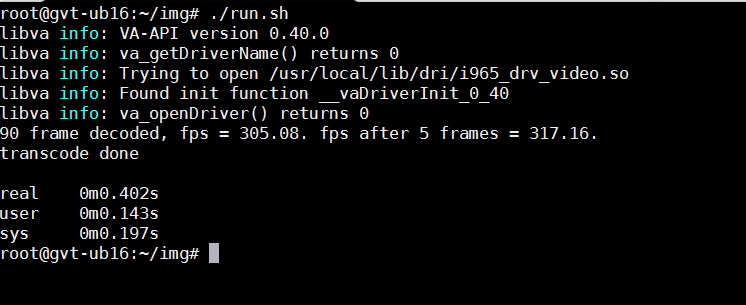 root@gvt-ub16:~/img# ./run.sh
libva info: VA-API version 0.40.0
libva info: va_getDriverName() returns 0
libva info: Trying to open /usr/local/lib/dri/i965_drv_video.so
libva info: Found init function __vaDriverInit_0_40
libva info: va_openDriver() returns 0
90 frame decoded, fps = 305.08. fps after 5 frames = 317.16.
transcode done
real 0m0.402s
user 0m0.143s
sys 0m0.197s
root@gvt-ub16:~/img#